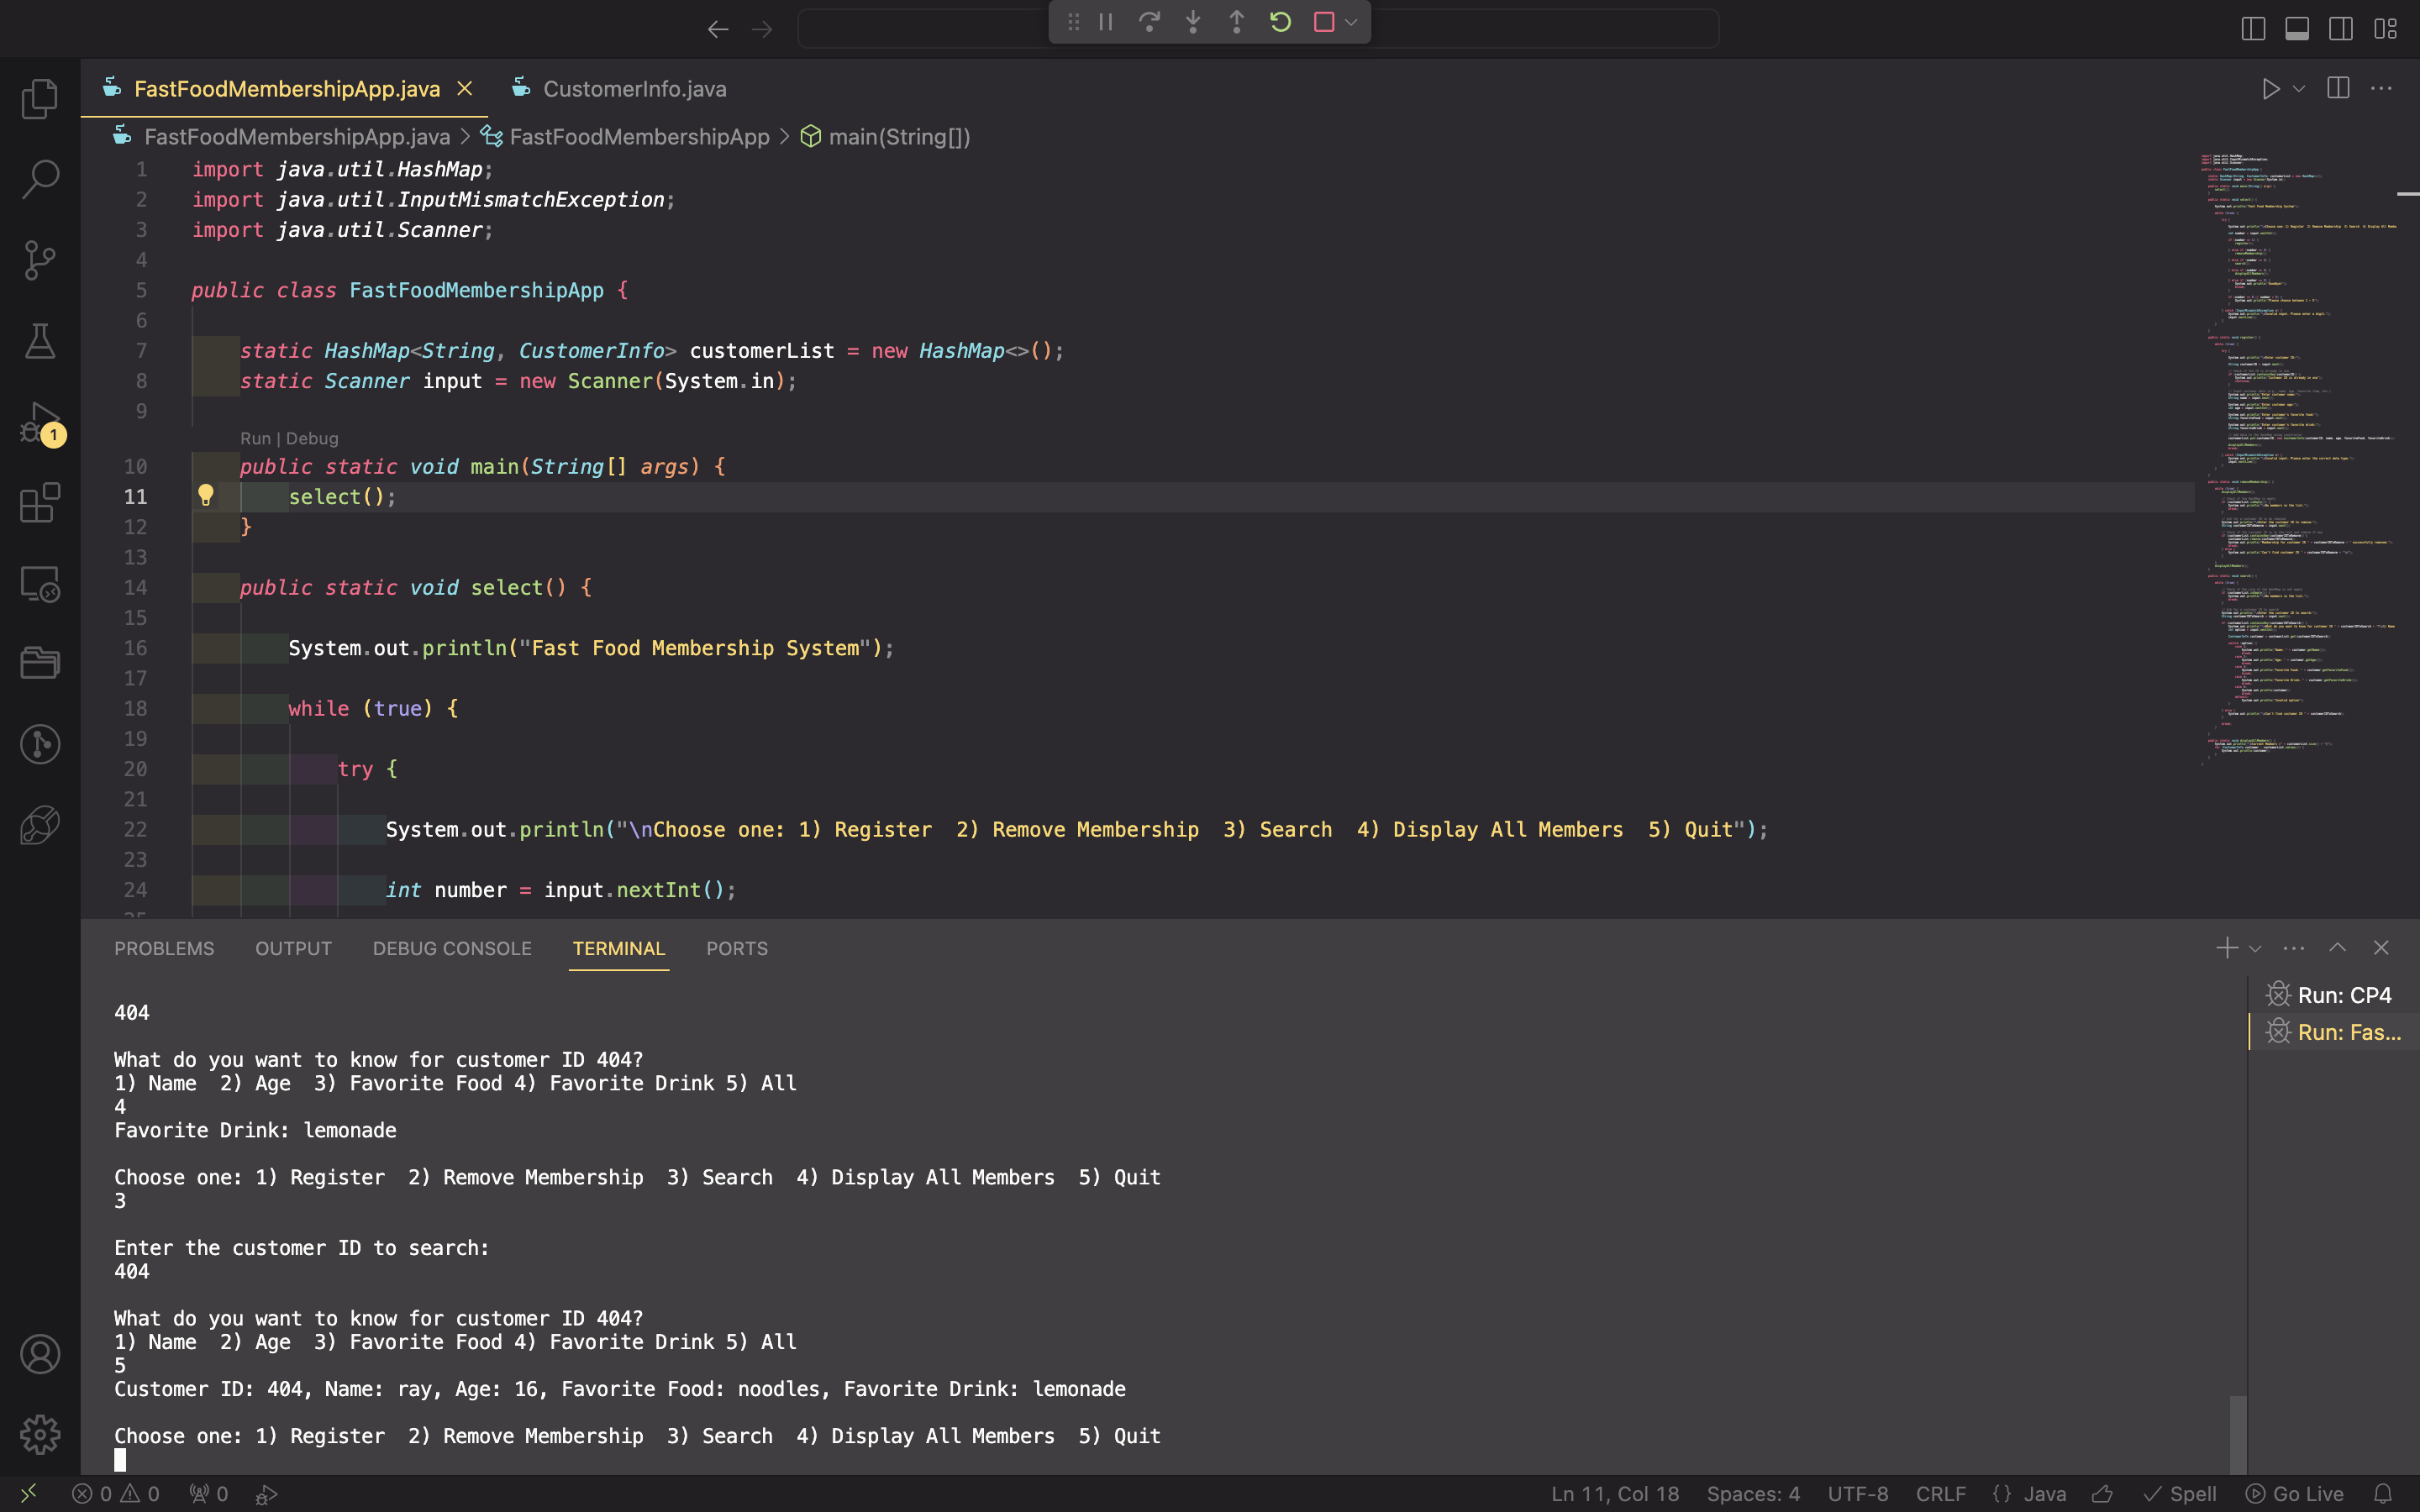 FastFoodMembershipApp.java
CustomerInfo.java
FastFoodMembershipApp.java > FastFoodMembershipApp > main(String[])
1 import java.util.HashMap;
2 import java.util.InputMismatchException;
3 import java.util.Scanner;
4
5 public class FastFoodMembershipApp {
6
7 static HashMap<String, CustomerInfo> customerList = new HashMap<>();
8 static Scanner input = new Scanner(System.in);
9
Run | Debug
10 public static void main(String[] args) {
11 select();
12 }
13
14 public static void select() {
15
16 System.out.println("Fast Food Membership System");
17
18 while (true) {
19
20 try {
21
22 System.out.println("\nChoose one: 1) Register  2) Remove Membership  3) Search  4) Display All Members  5) Quit");
23
24 int number = input.nextInt();
1
PROBLEMS OUTPUT DEBUG CONSOLE TERMINAL PORTS
404
What do you want to know for customer ID 404?
1) Name  2) Age  3) Favorite Food 4) Favorite Drink 5) All
4
Favorite Drink: lemonade
Choose one: 1) Register  2) Remove Membership  3) Search  4) Display All Members  5) Quit
3
Enter the customer ID to search:
404
What do you want to know for customer ID 404?
1) Name  2) Age  3) Favorite Food 4) Favorite Drink 5) All
5
Customer ID: 404, Name: ray, Age: 16, Favorite Food: noodles, Favorite Drink: lemonade
Choose one: 1) Register  2) Remove Membership  3) Search  4) Display All Members  5) Quit
Run: CP4
Run: Fas...
0 0 0 Ln 11, Col 18 Spaces: 4 UTF-8 CRLF {} Java Spell Go Live